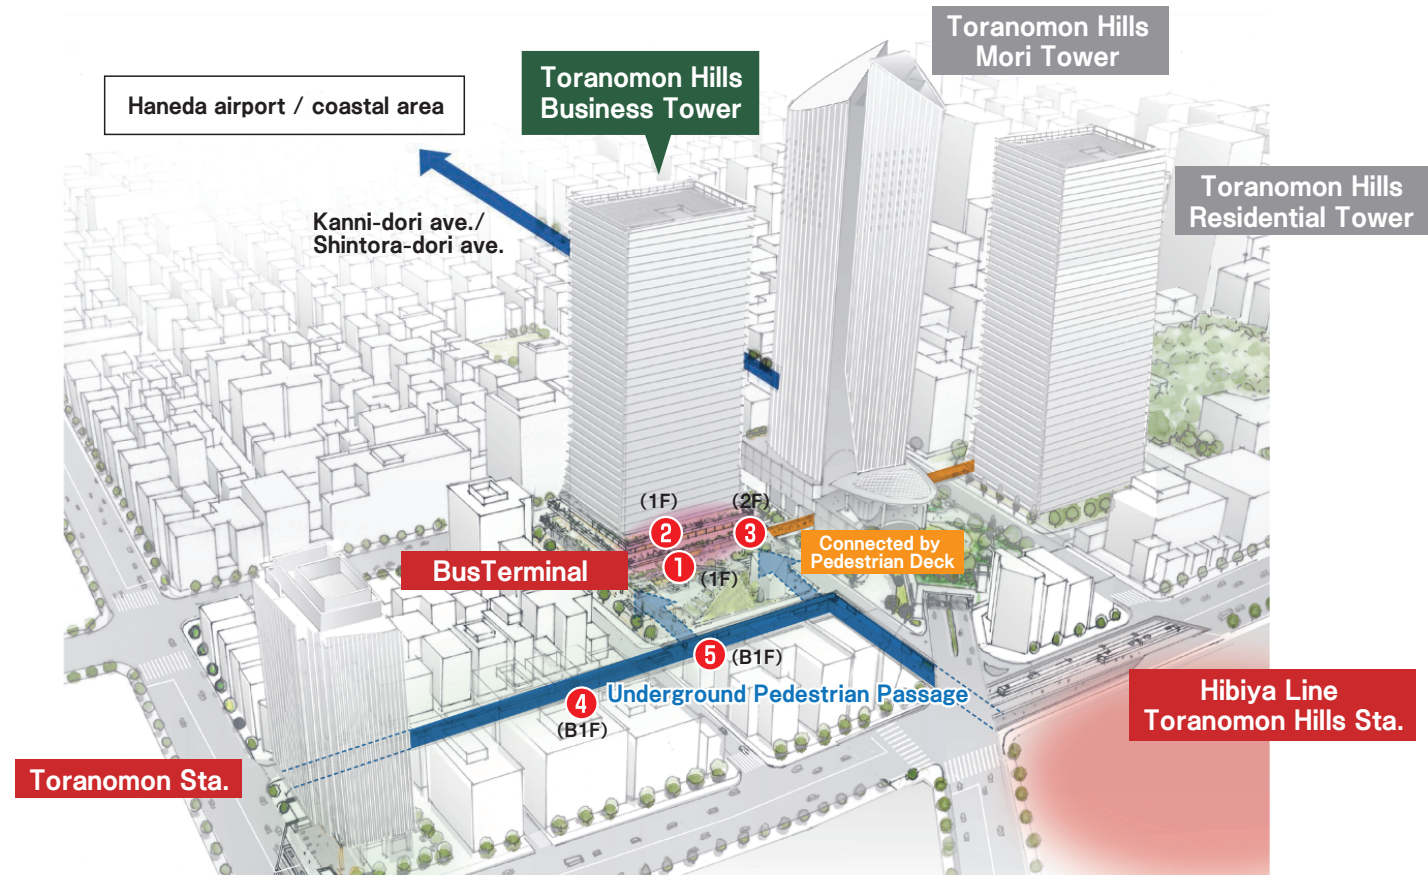 Toranomon Hills
Mori Tower
Toranomon Hills
Business Tower
Haneda airport / coastal area
Toranomon Hills
Residential Tower
Kanni-dori ave./
Shintora-dori ave.
(1F)
(2F)
2
3
Connected by
Pedestrian Deck
BusTerminal
1
(1F)
5
(B1F)
Underground Pedestrian Passage
4
(B1F)
Hibiya Line
Toranomon Hills Sta.
Toranomon Sta.